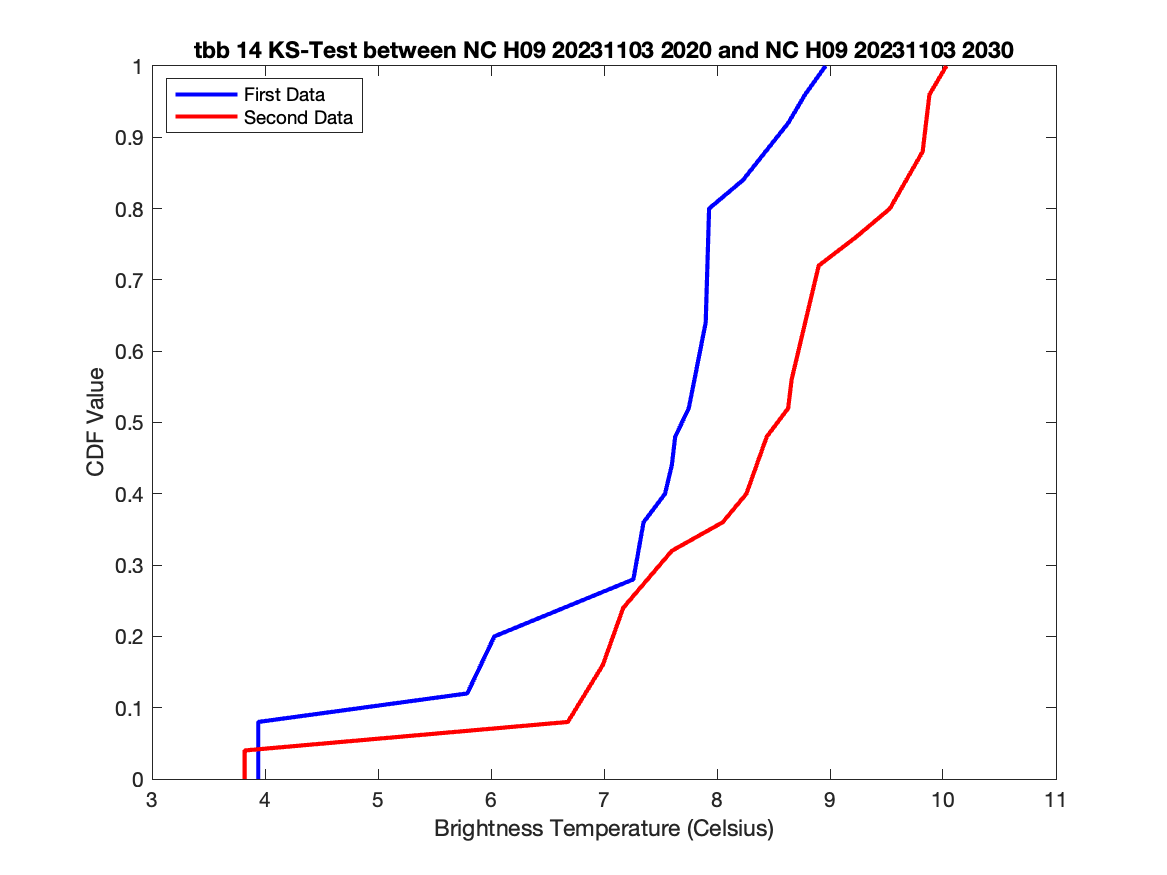 tbb 14 KS-Test between NC H09 20231103 2020 and NC H09 20231103 2030
First Data
Second Data
1
0.9
0.8
0.7
0.6
0.5
0.4
0.3
0.2
0.1
0
CDF Value
3 4 5 6 7 8 9 10 11
Brightness Temperature (Celsius)